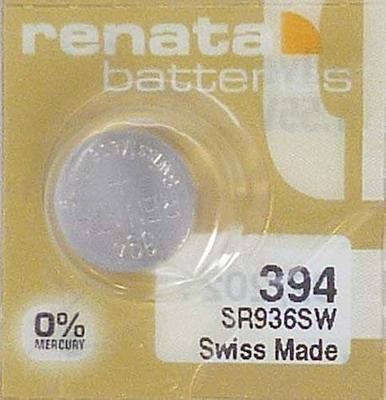 renata
batteries
394
SR936SW
Swiss Made
0%
MERCURY